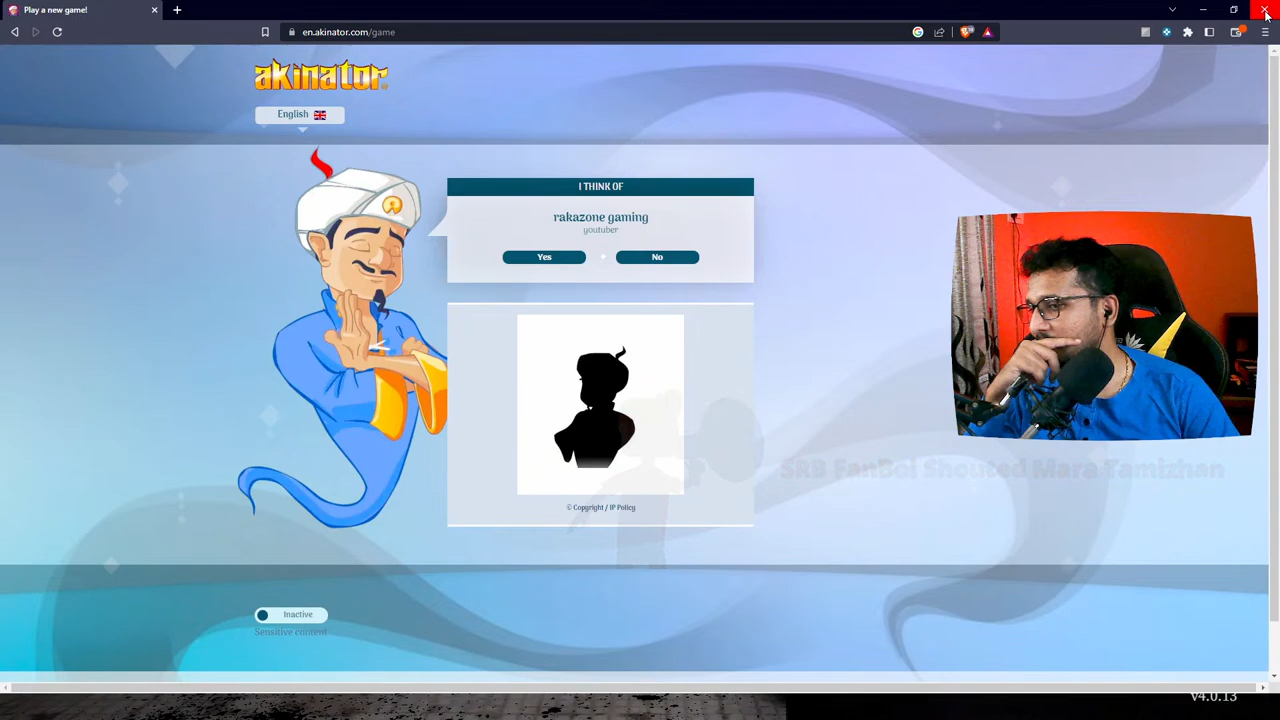 Play a new game!
en.akinator.com/game
akinator
English
I THINK OF
rakazone gaming
youtuber
Yes
No
© Copyright / IP Policy
SRB FanBoi Shouted Mara Tamizhan
Inactive
Sensitive content
v4.0.13